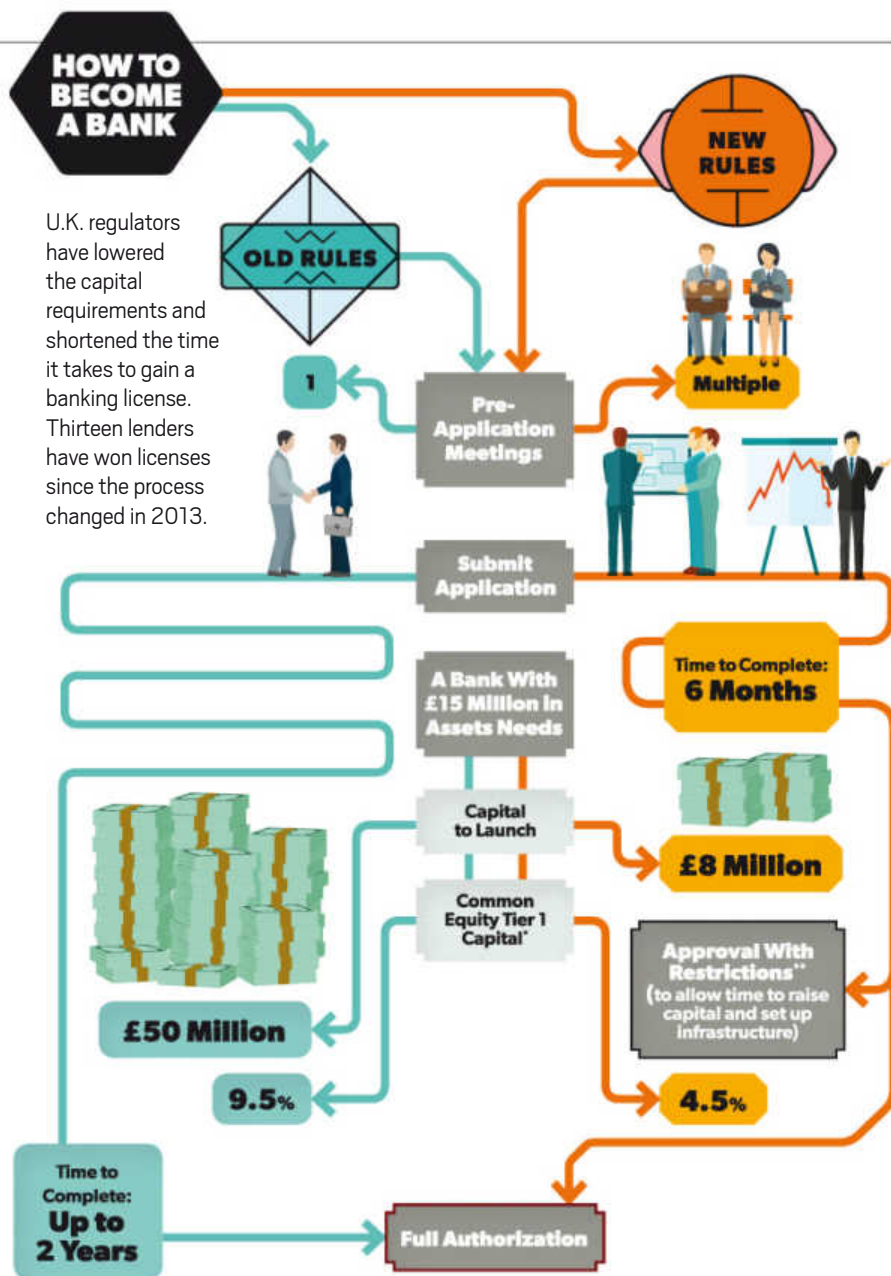 HOW TO
BECOME
A BANK
NEW
RULES
U.K. regulators
have lowered
the capital
requirements and
shortened the time
it takes to gain a
banking license.
Thirteen lenders
have won licenses
since the process
changed in 2013.
OLD RULES
1
Pre-
Application
Meetings
Multiple
Submit
Application
Time to Complete:
6 Months
A Bank With
£15 Million in
Assets Needs
Capital
to Launch
£8 Million
Common
Equity Tier 1
Capital*
Approval With
Restrictions**
(to allow time to raise
capital and set up
infrastructure)
£50 Million
9.5%
4.5%
Time to
Complete:
Up to
2 Years
Full Authorization